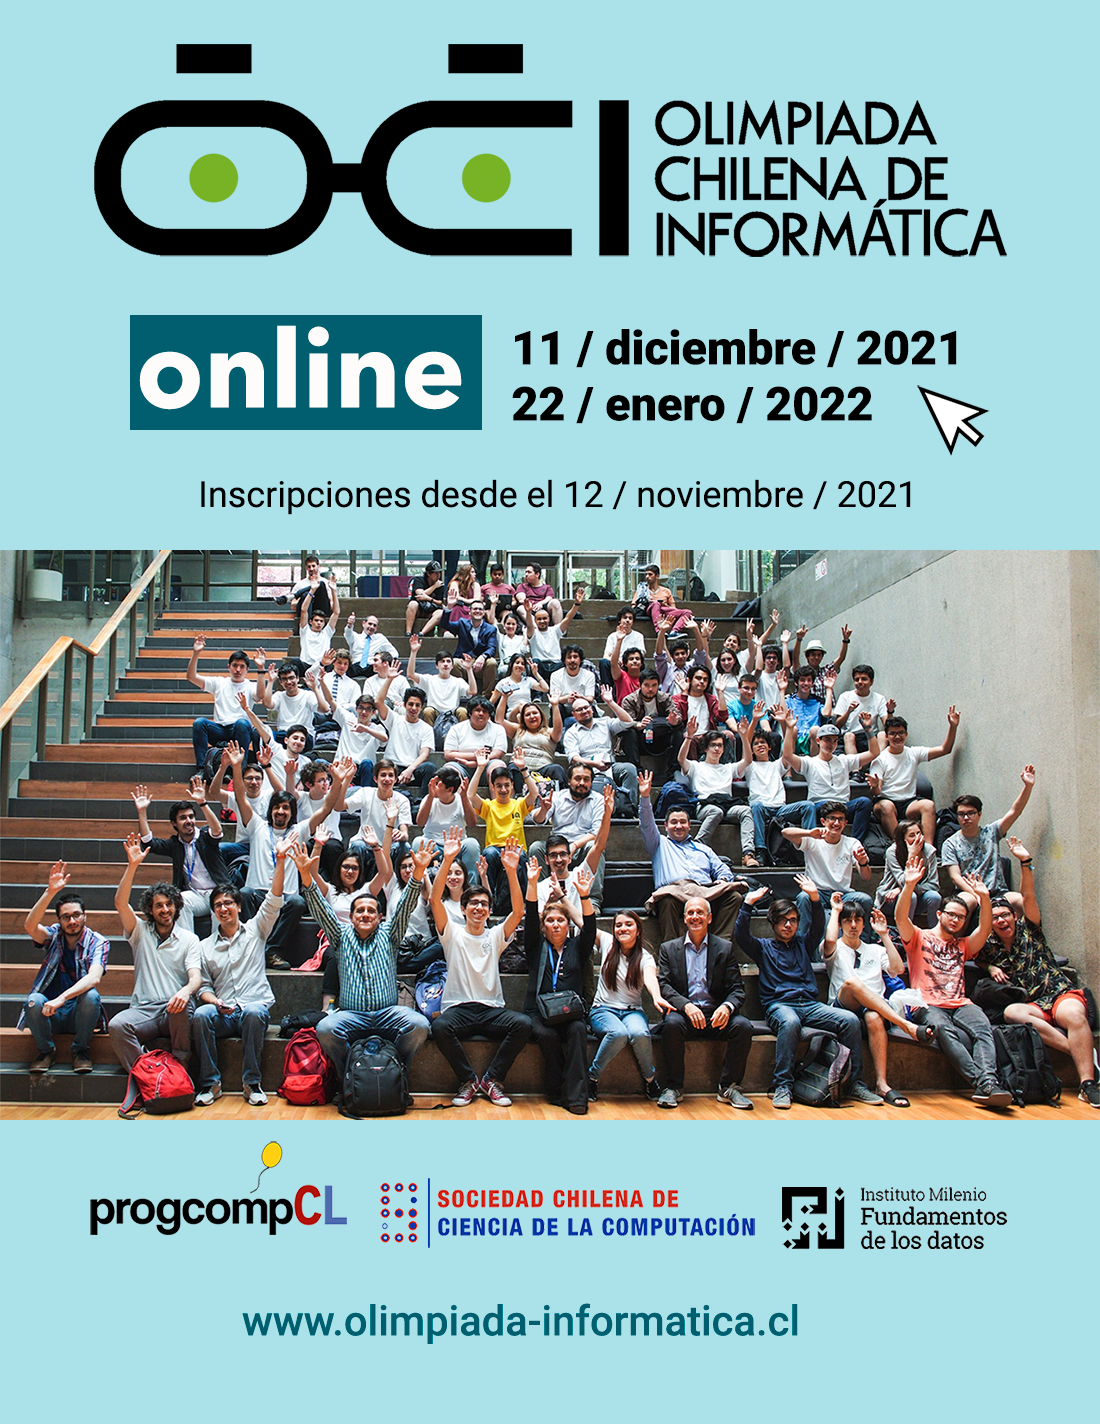 OCI
OLIMPIADA
CHILENA DE
INFORMÁTICA
online
11 / diciembre / 2021
22 / enero / 2022
Inscripciones desde el 12 / noviembre / 2021
progcompCL
SOCIEDAD CHILENA DE
CIENCIA DE LA COMPUTACIÓN
Instituto Milenio
Fundamentos
de los datos
www.olimpiada-informatica.cl